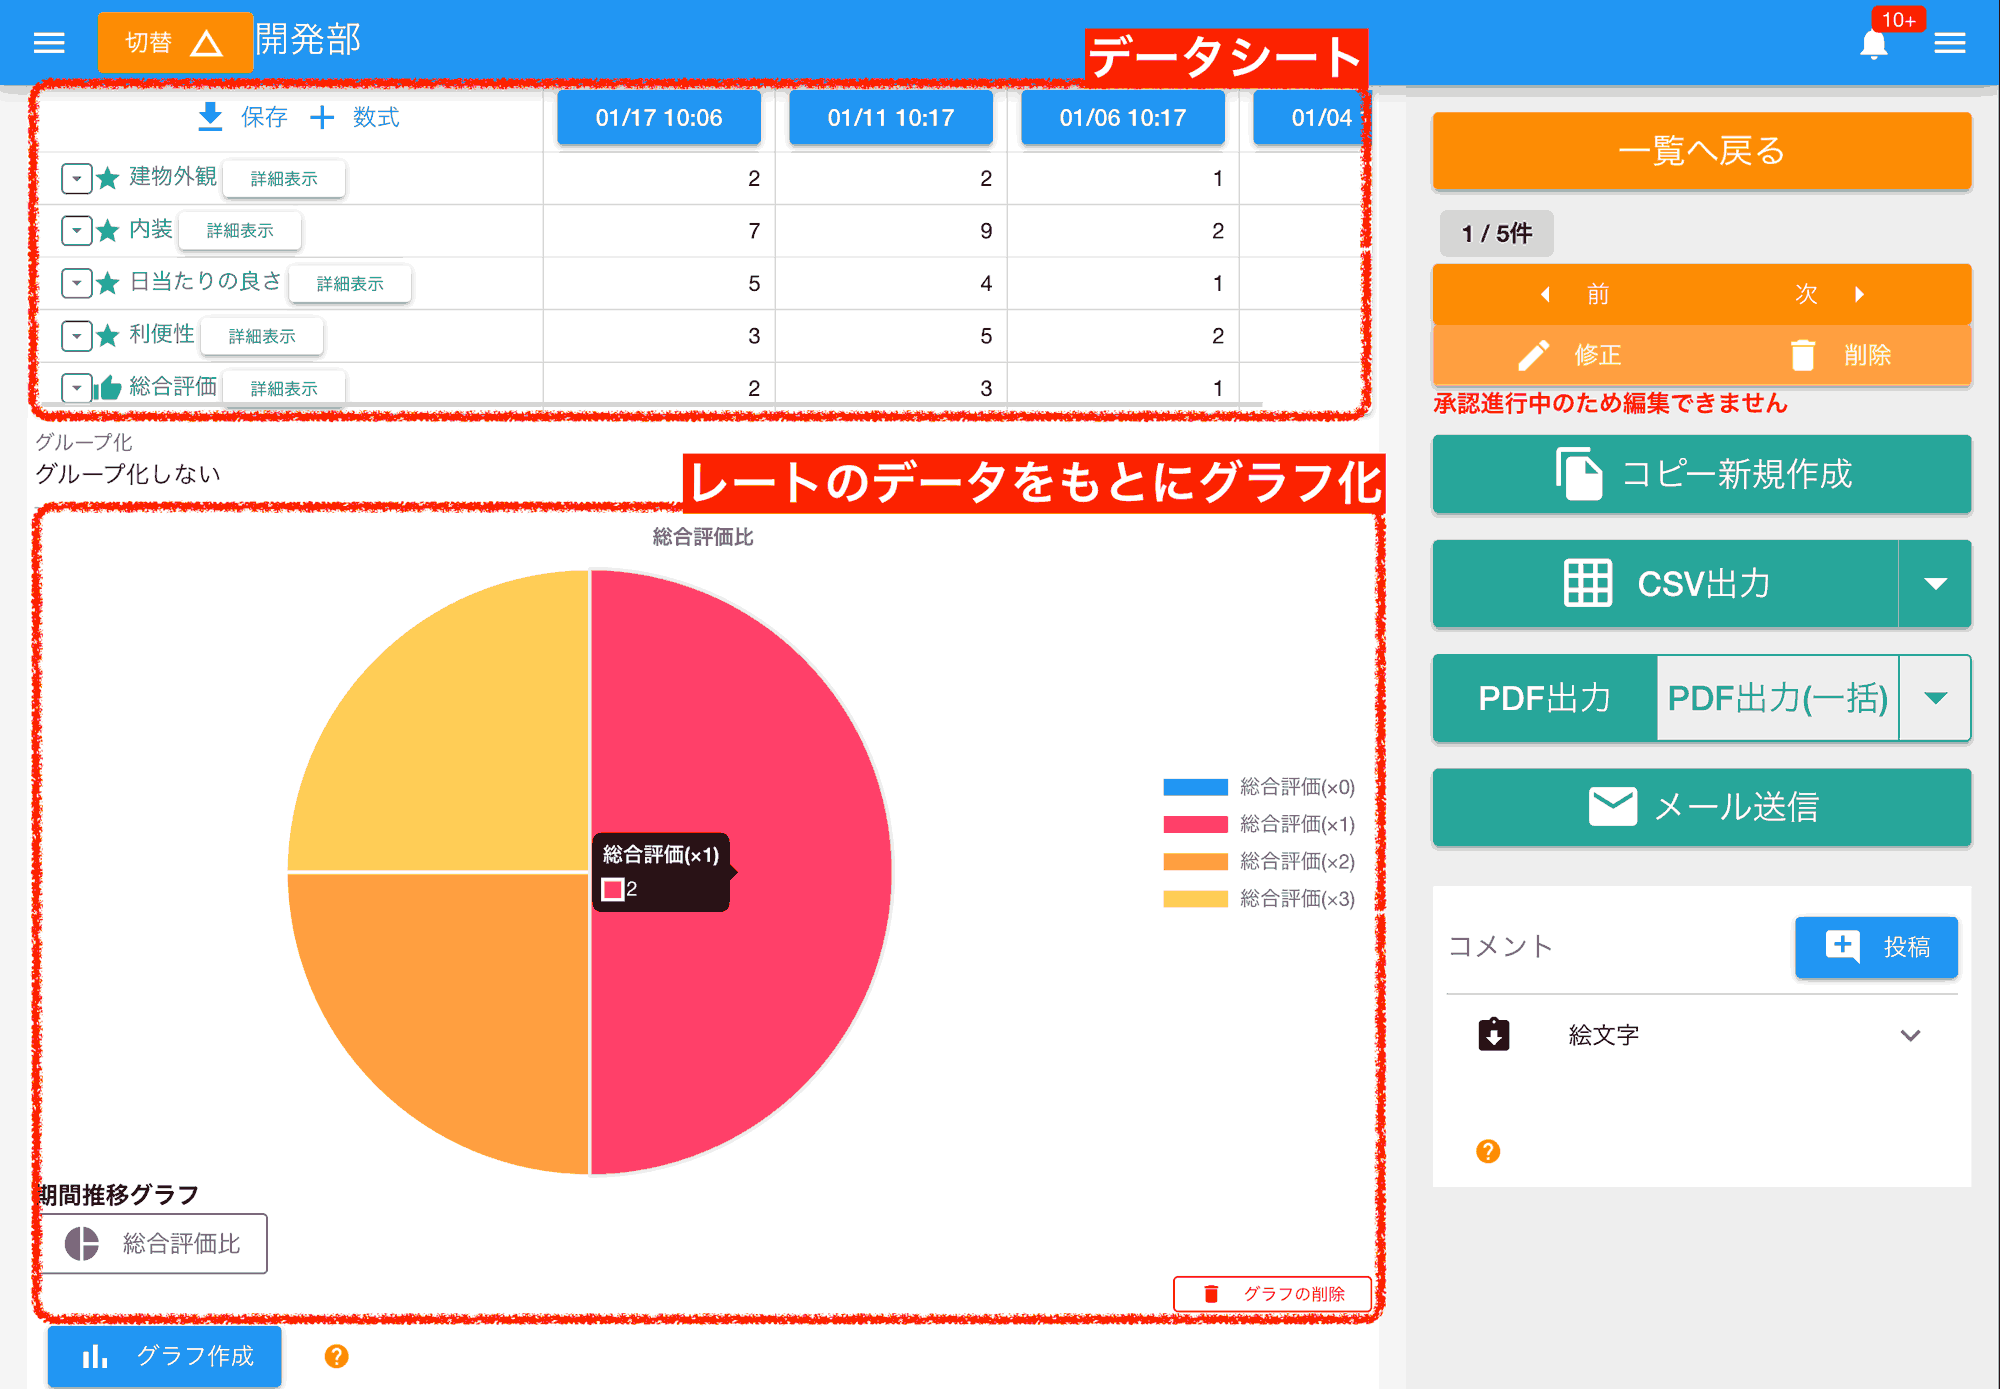 切替 開発部
10+
データシート
保存 数式 01/17 10:06 01/11 10:17 01/06 10:17 01/04
建物外観 詳細表示 2 2 1
内装 詳細表示 7 9 2
日当たりの良さ 詳細表示 5 4 1
利便性 詳細表示 3 5 2
総合評価 詳細表示 2 3 1
グループ化
グループ化しない
レートのデータをもとにグラフ化
総合評価比
総合評価(×1)
2
総合評価(×0)
総合評価(×1)
総合評価(×2)
総合評価(×3)
期間推移グラフ
総合評価比
グラフの削除
グラフ作成 ?
一覧へ戻る
1 / 5件
前 次
修正 削除
承認進行中のため編集できません
コピー新規作成
CSV出力
PDF出力 PDF出力(一括)
メール送信
コメント 投稿
絵文字
?